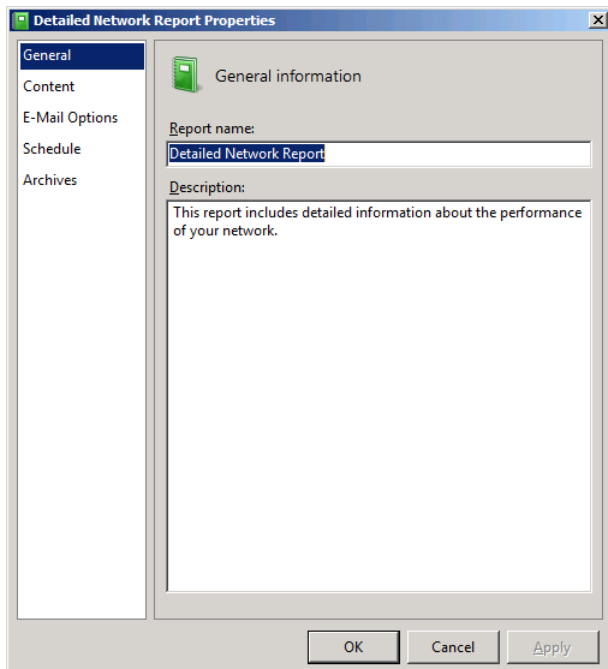 Detailed Network Report Properties
General
Content
E-Mail Options
Schedule
Archives
General information
Report name:
Detailed Network Report
Description:
This report includes detailed information about the performance
of your network.
OK
Cancel
Apply